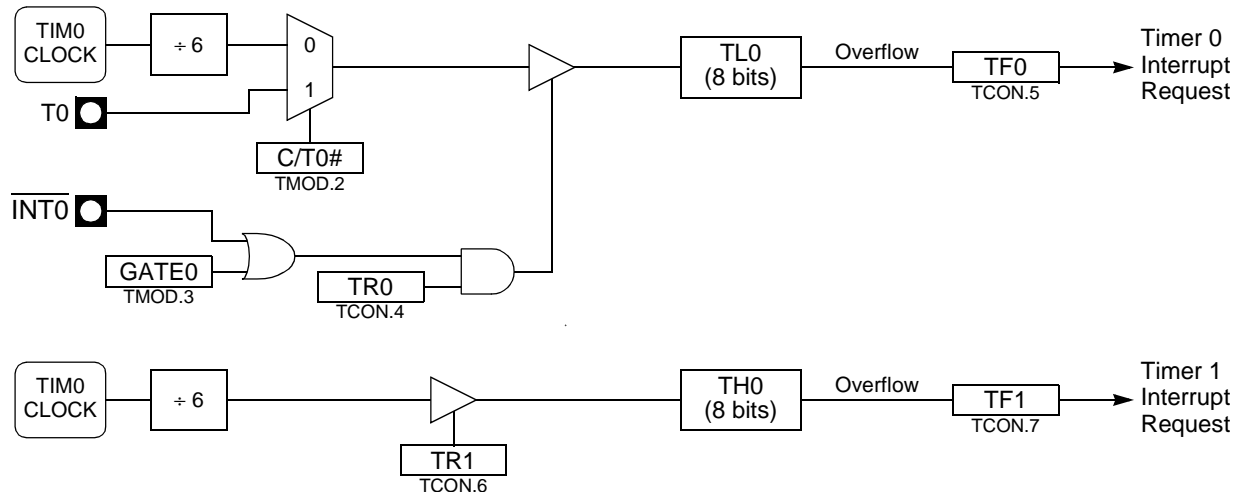 TIM0
CLOCK
÷ 6
0
1
T0
C/T0#
TMOD.2
TL0
(8 bits)
Overflow
TF0
TCON.5
Timer 0
Interrupt
Request
INT0
GATE0
TMOD.3
TR0
TCON.4
TIM0
CLOCK
÷ 6
TR1
TCON.6
TH0
(8 bits)
Overflow
TF1
TCON.7
Timer 1
Interrupt
Request